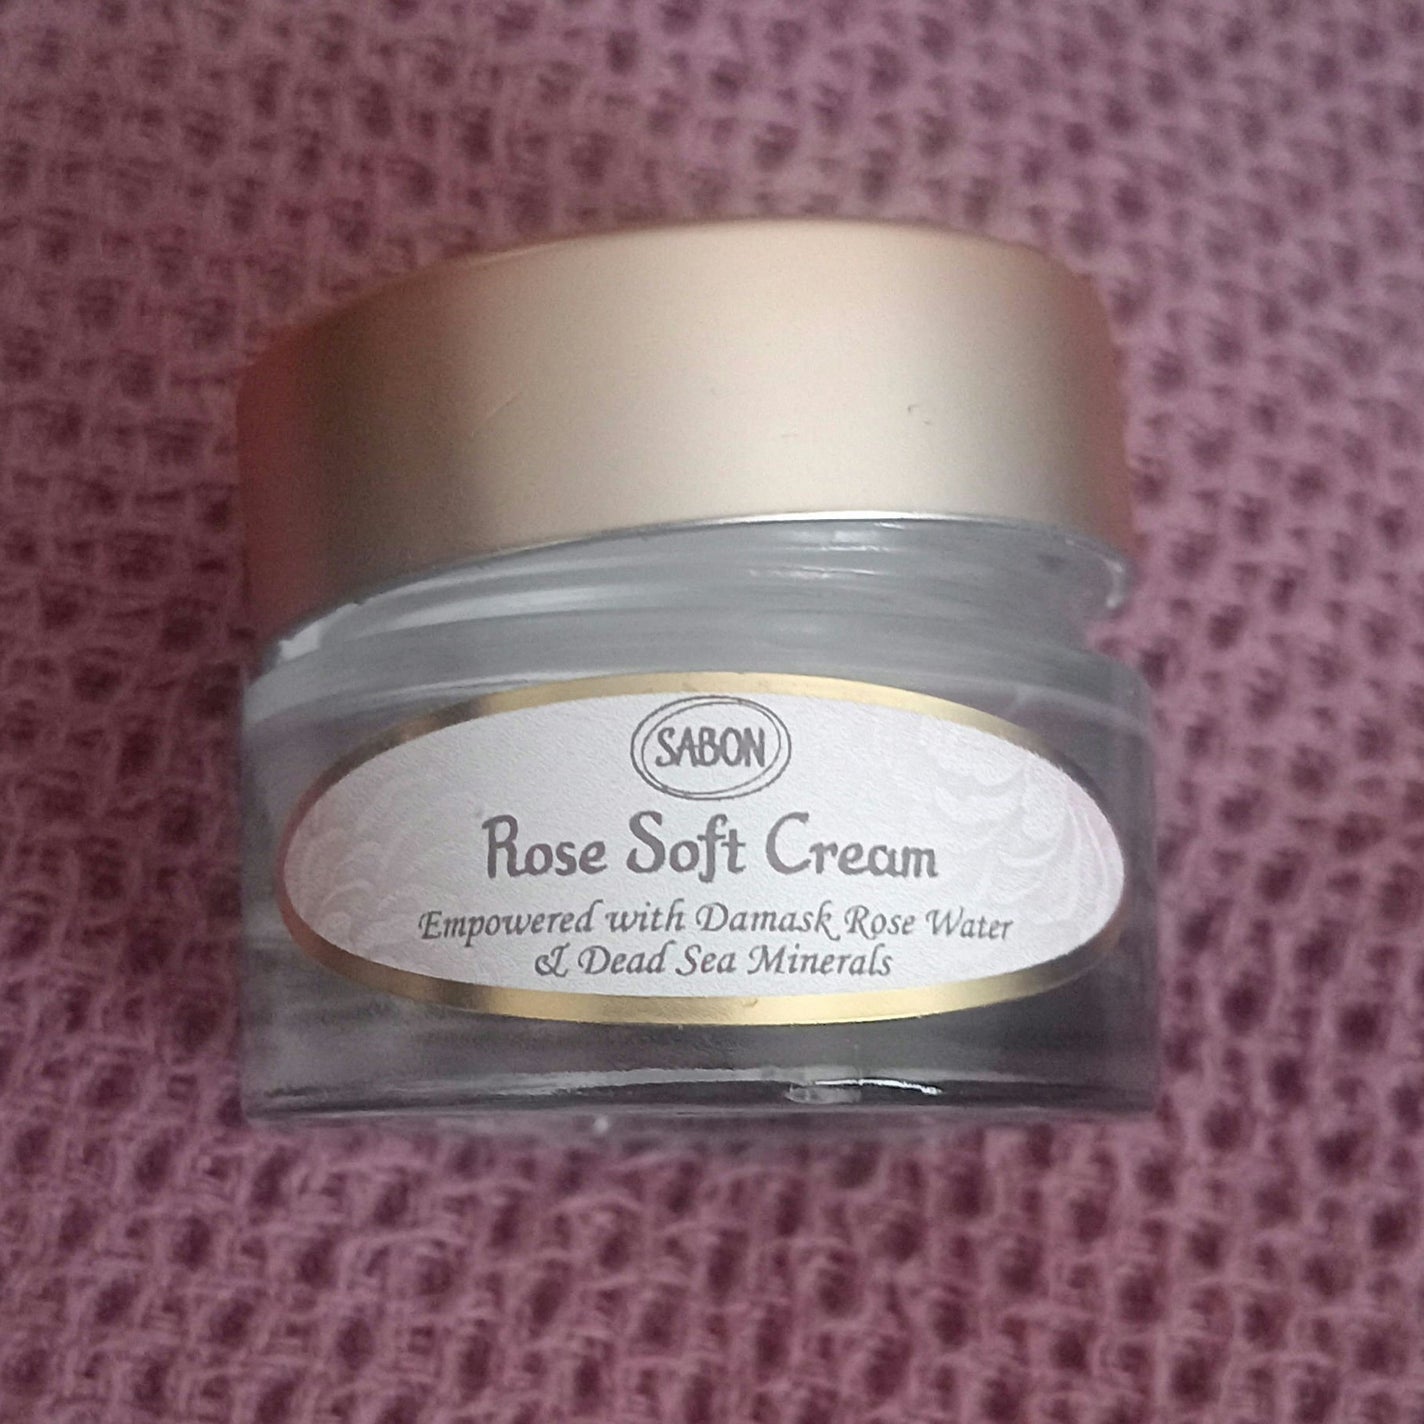 SABON
Rose Soft Cream
Empowered with Damask Rose Water
& Dead Sea Minerals